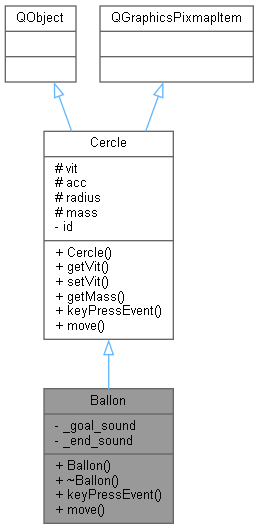 QObject
QGraphicsPixmapItem
Cercle
# vit
# acc
# radius
# mass
- id
+ Cercle()
+ getVit()
+ setVit()
+ getMass()
+ keyPressEvent()
+ move()
Ballon
- _goal_sound
- _end_sound
+ Ballon()
+ ~Ballon()
+ keyPressEvent()
+ move()